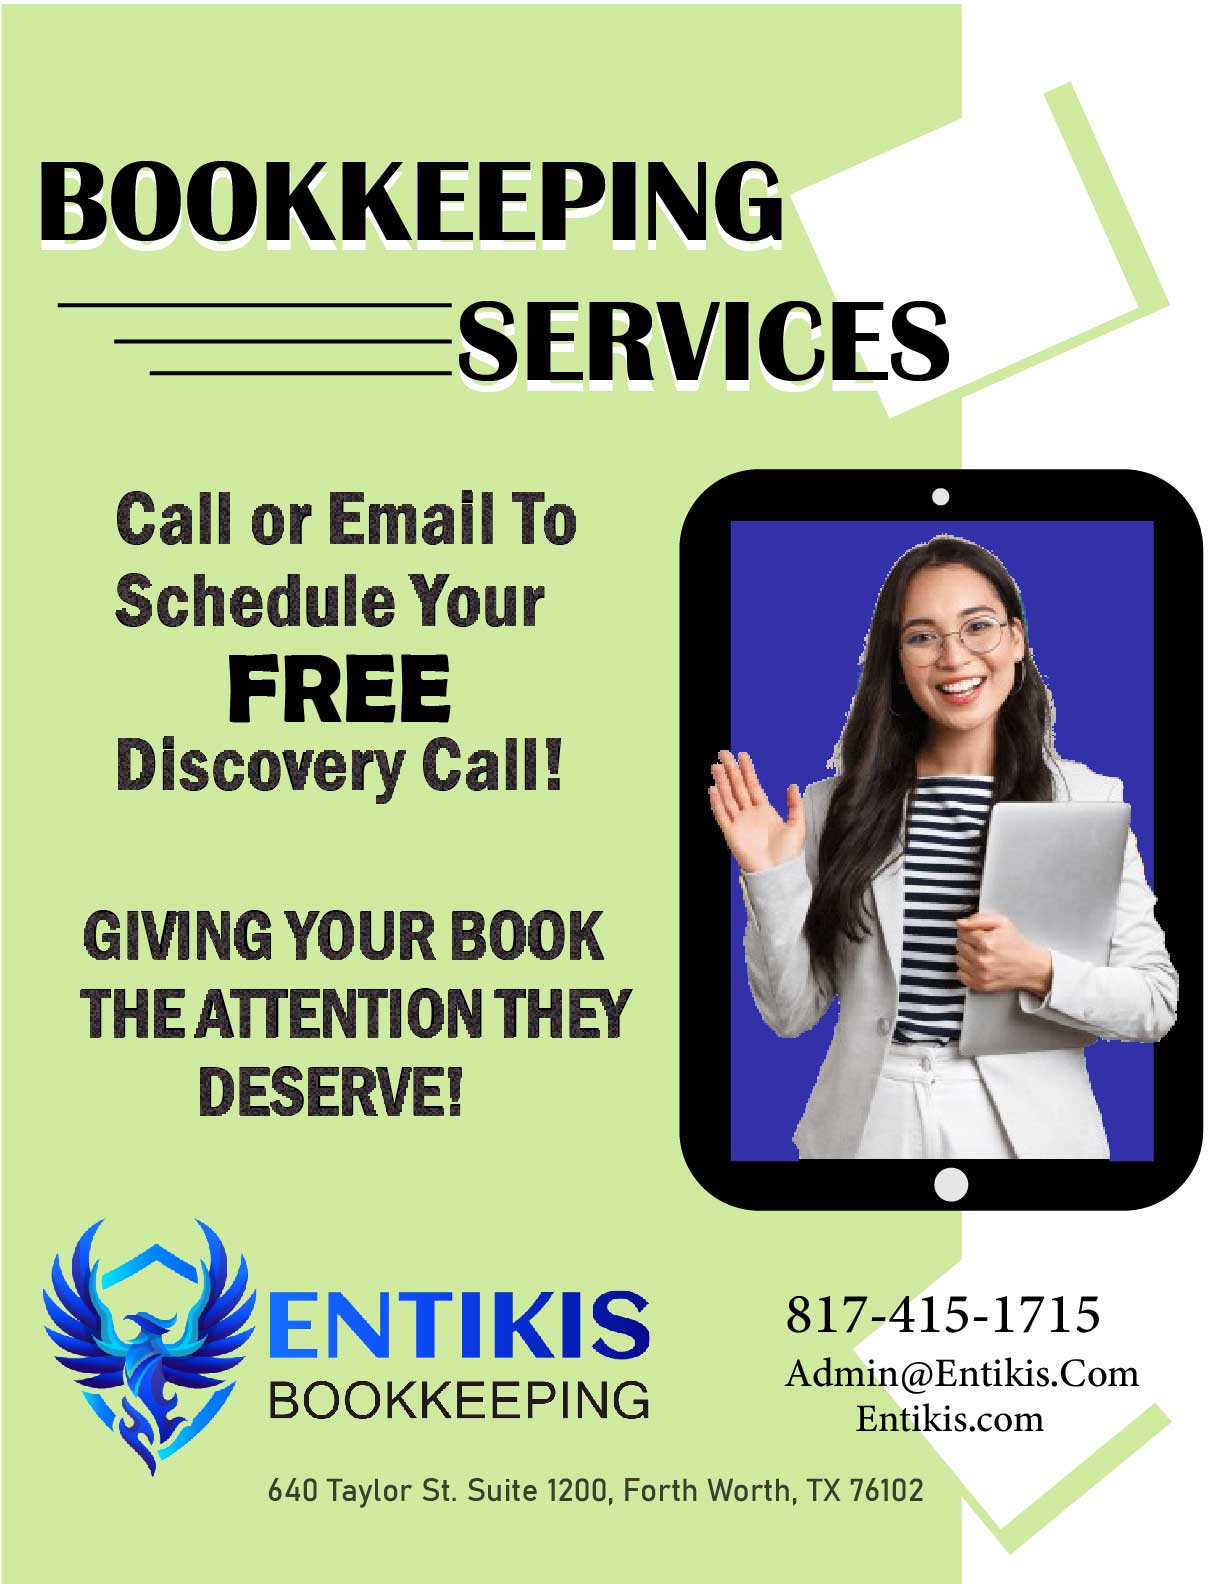 BOOKKEEPING
SERVICES
Call or Email To
Schedule Your
FREE
Discovery Call!
GIVING YOUR BOOK
THE ATTENTION THEY
DESERVE!
ENTIKIS
BOOKKEEPING
817-415-1715
Admin@Entikis.Com
Entikis.com
640 Taylor St. Suite 1200, Forth Worth, TX 76102